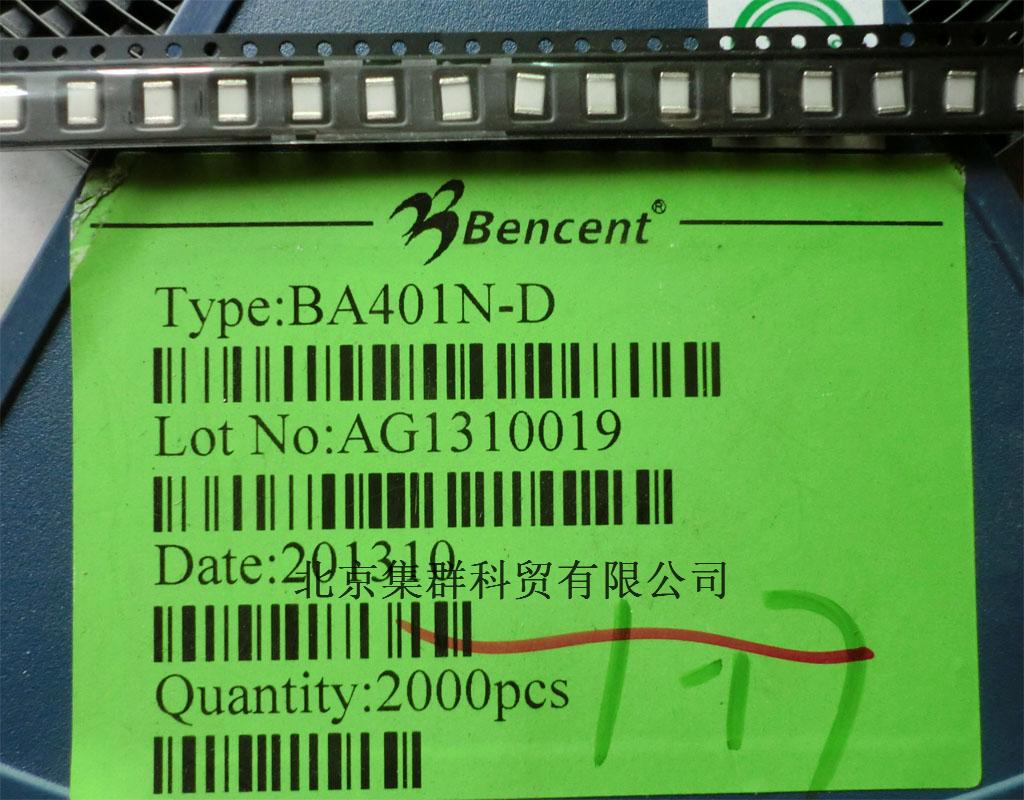 Bencent®
Type:BA401N-D
Lot No:AG1310019
Date:201310
北京集群科贸有限公司
Quantity:2000pcs